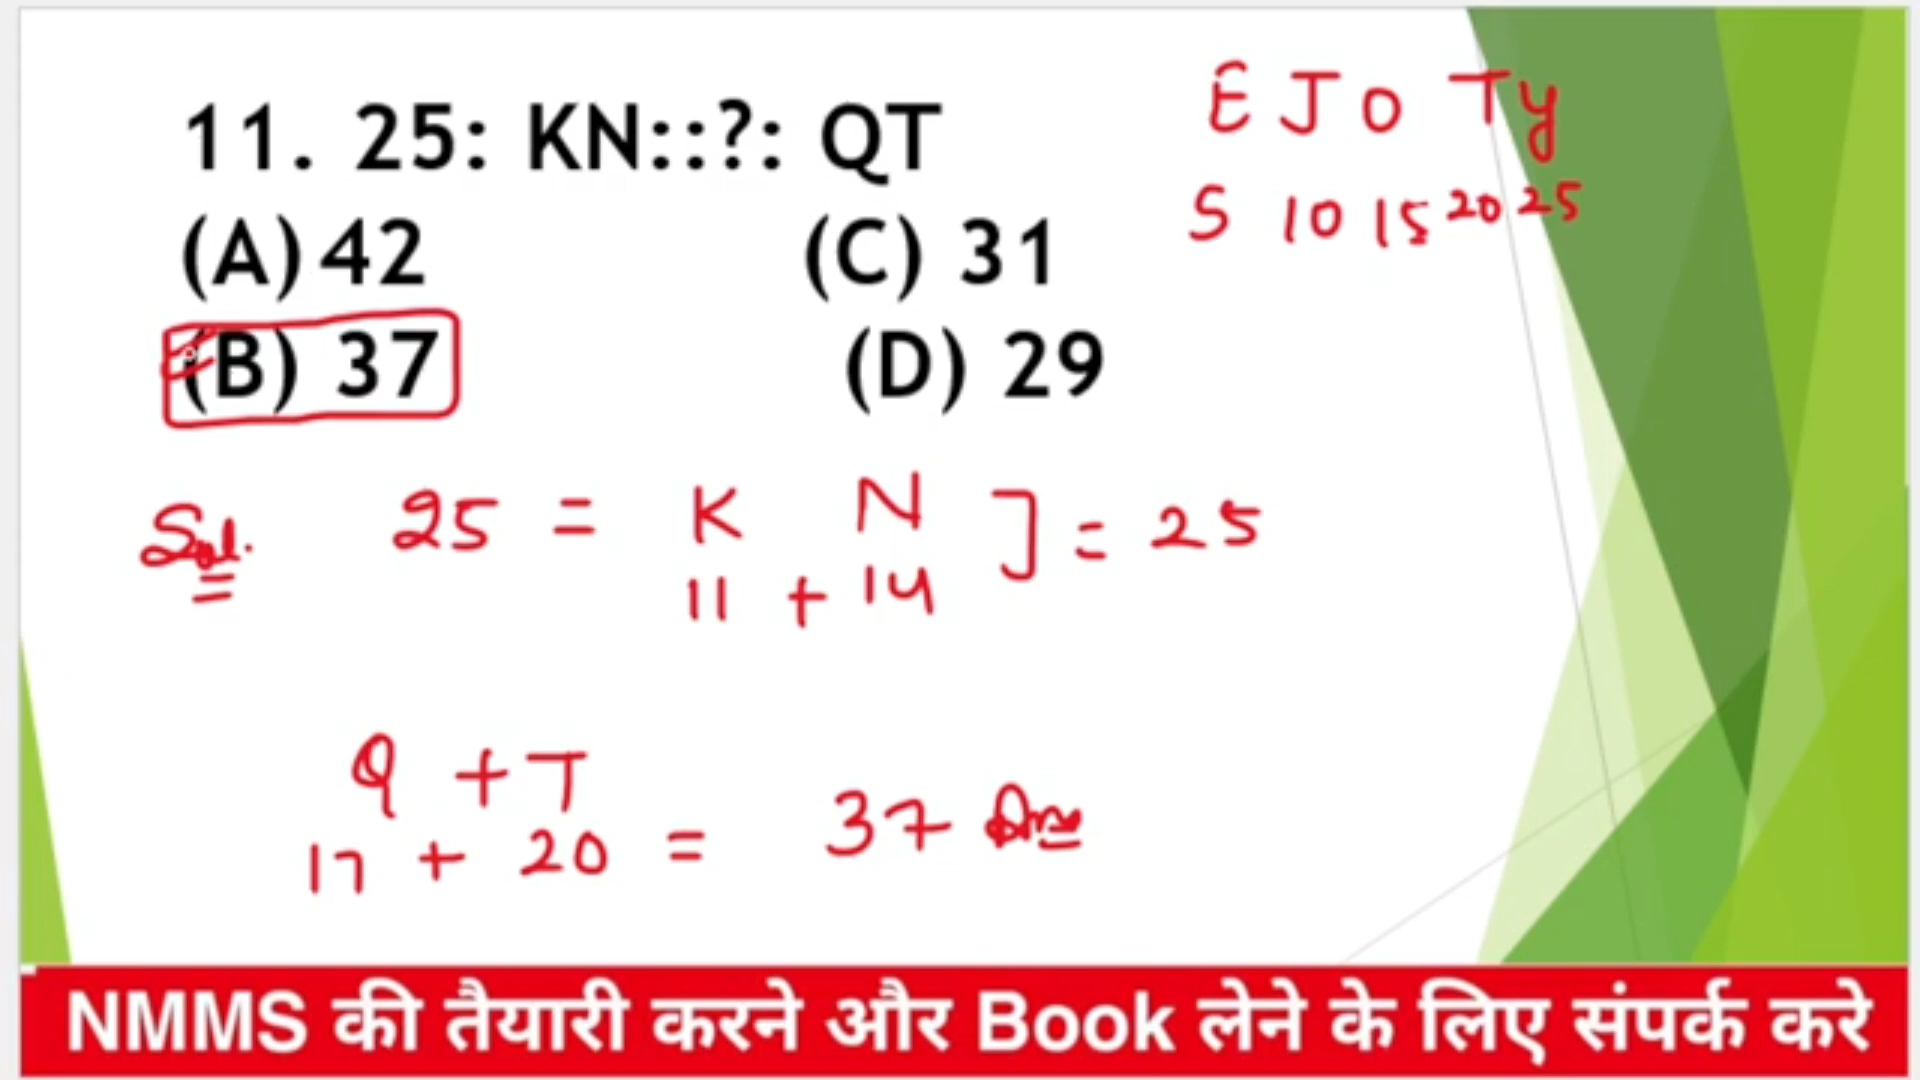 11. 25: KN::?: QT
(A) 42 (C) 31
(B) 37 (D) 29
E J O T y
5 10 15 20 25
Sol. 25 = K N ] = 25
11 + 14
Q + T
17 + 20 = 37 Ans
NMMS की तैयारी करने और Book लेने के लिए संपर्क करे